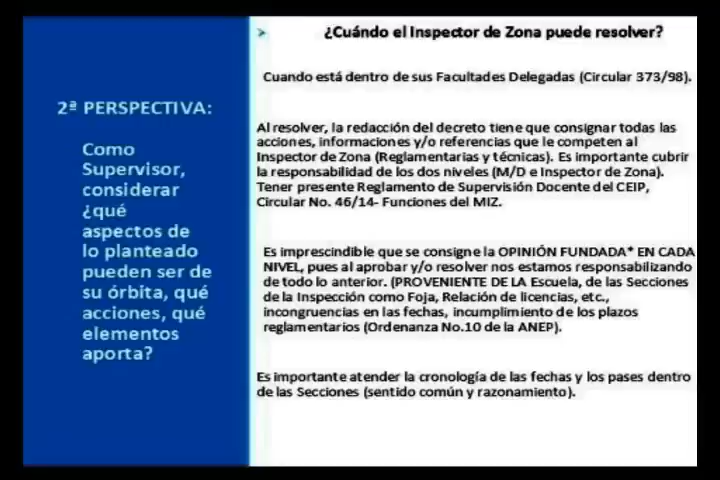 2ª PERSPECTIVA:
Como
Supervisor,
considerar
¿qué
aspectos de
lo planteado
pueden ser de
su órbita, qué
acciones, qué
elementos
aporta?
¿Cuándo el Inspector de Zona puede resolver?
Cuando está dentro de sus Facultades Delegadas (Circular 373/98).
Al resolver, la redacción del decreto tiene que consignar todas las
acciones, informaciones y/o referencias que le competen al
Inspector de Zona (Reglamentarias y técnicas). Es importante cubrir
la responsabilidad de los dos niveles (M/D e Inspector de Zona).
Tener presente Reglamento de Supervisión Docente del CEIP,
Circular No. 46/14- Funciones del MIZ.
Es imprescindible que se consigne la OPINIÓN FUNDADA* EN CADA
NIVEL, pues al aprobar y/o resolver nos estamos responsabilizando
de todo lo anterior. (PROVENIENTE DE LA Escuela, de las Secciones
de la Inspección como Foja, Relación de licencias, etc.,
incongruencias en las fechas, incumplimiento de los plazos
reglamentarios (Ordenanza No.10 de la ANEP).
Es importante atender la cronología de las fechas y los pases dentro
de las Secciones (sentido común y razonamiento).